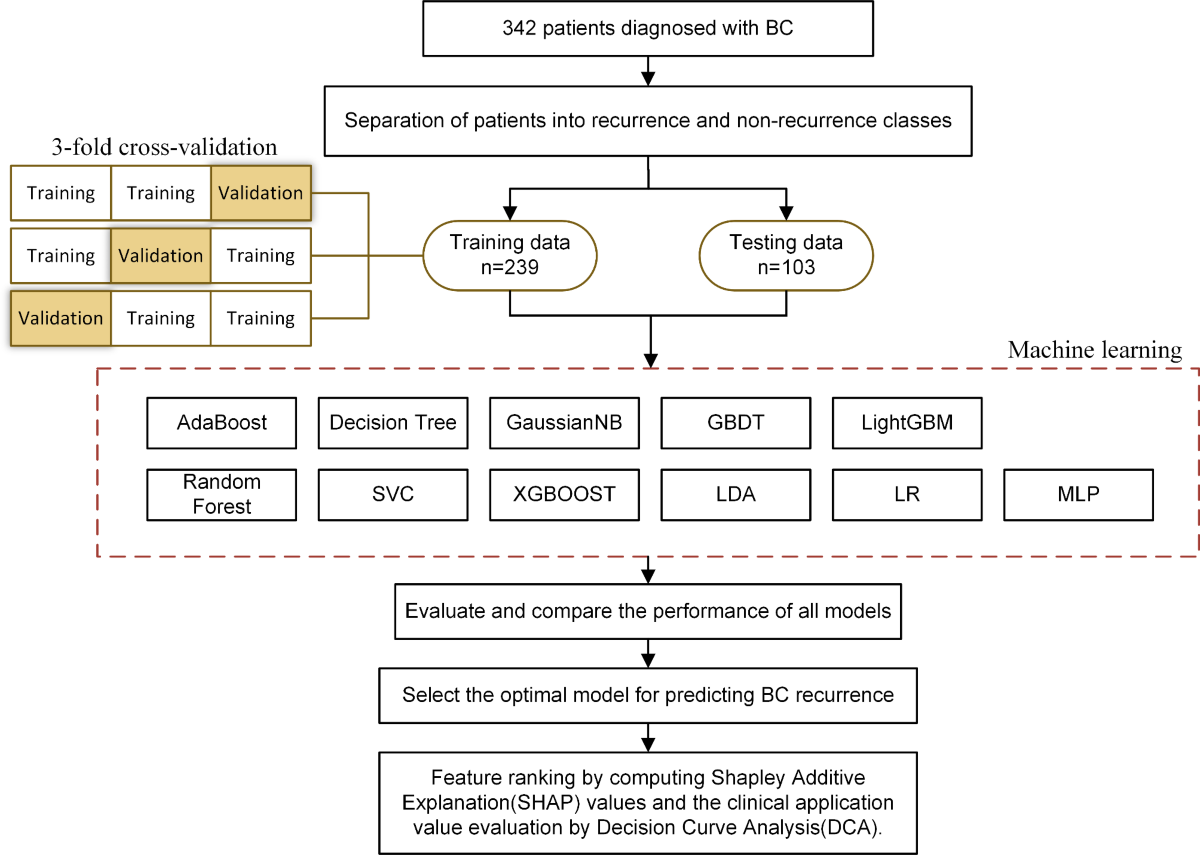 342 patients diagnosed with BC
Separation of patients into recurrence and non-recurrence classes
3-fold cross-validation
Training Training Validation
Training Validation Training
Validation Training Training
Training data
n=239
Testing data
n=103
Machine learning
AdaBoost Decision Tree GaussianNB GBDT LightGBM
Random
Forest
SVC XGBOOST LDA LR MLP
Evaluate and compare the performance of all models
Select the optimal model for predicting BC recurrence
Feature ranking by computing Shapley Additive
Explanation(SHAP) values and the clinical application
value evaluation by Decision Curve Analysis(DCA).